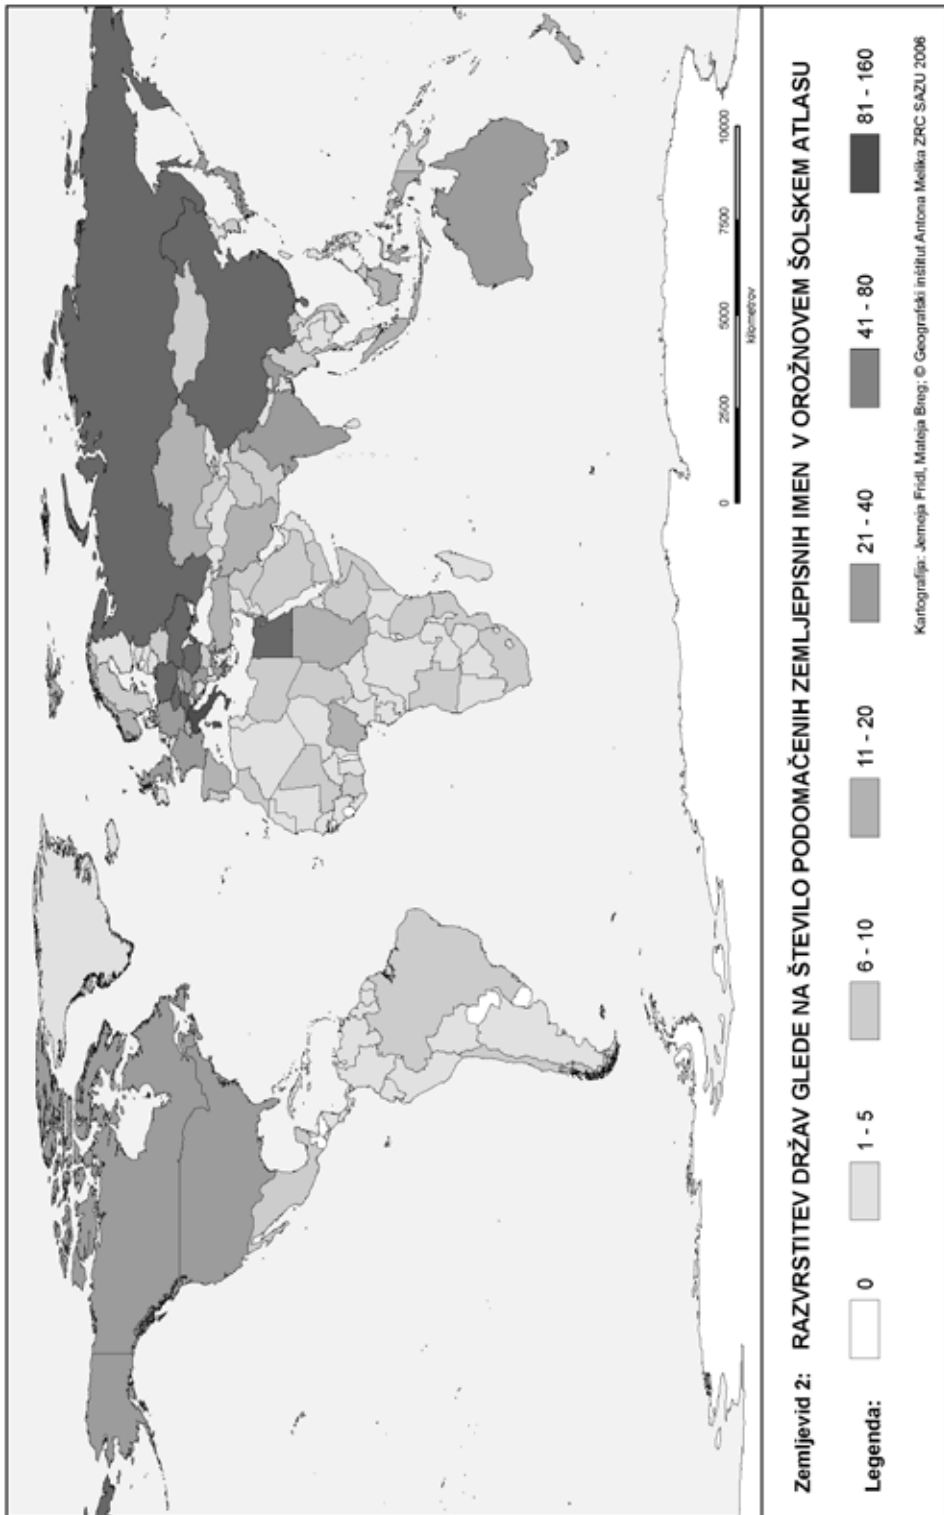 0 2500 5000 7500 10000
kilometrov
Zemljevid 2: RAZVRSTITEV DRŽAV GLEDE NA ŠTEVILO PODOMAČENIH ZEMLJEPISNIH IMEN V OROŽNOVEM ŠOLSKEM ATLASU
Legenda: 0 1 - 5 6 - 10 11 - 20 21 - 40 41 - 80 81 - 160
Kartografija: Jerneja Fridl, Mateja Breg; © Geografski inštitut Antona Melika ZRC SAZU 2006